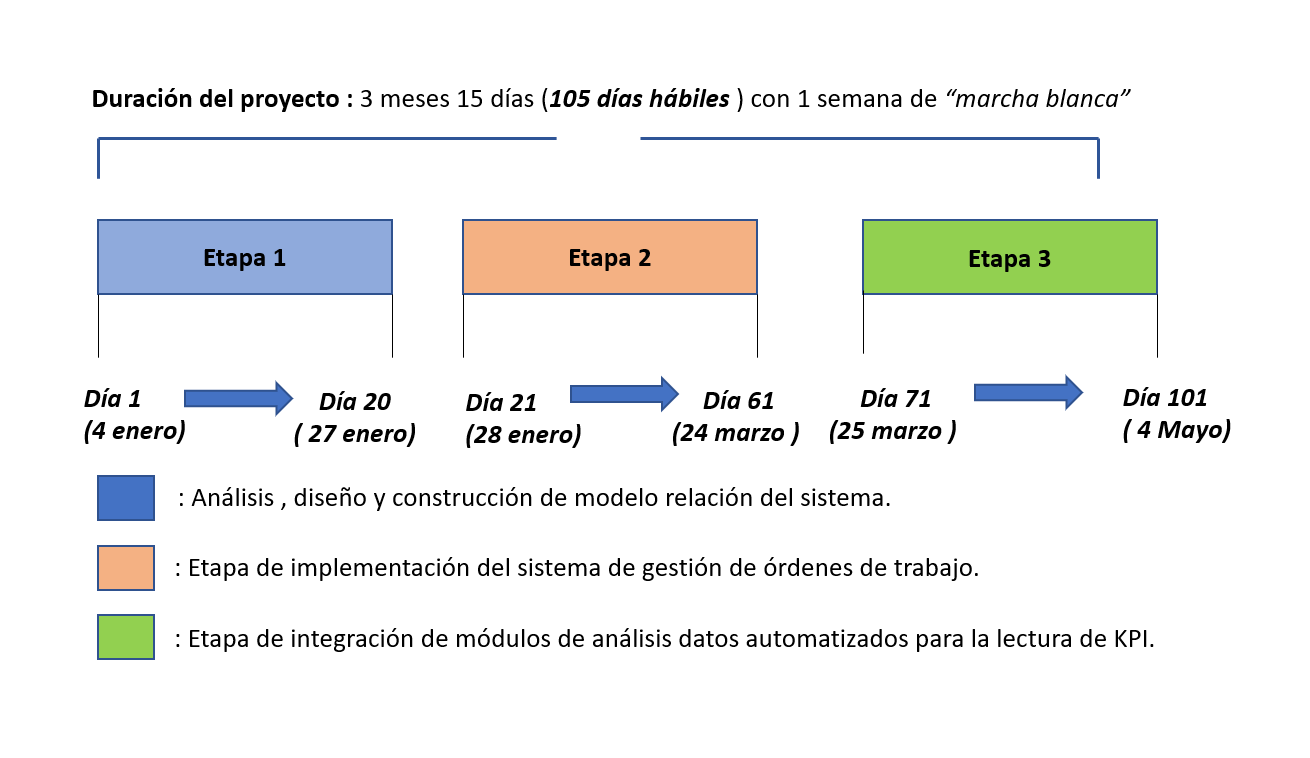 Duración del proyecto : 3 meses 15 días (105 días hábiles ) con 1 semana de “marcha blanca”
Etapa 1
Etapa 2
Etapa 3
Día 1
(4 enero)
Día 20
( 27 enero)
Día 21
(28 enero)
Día 61
(24 marzo )
Día 71
(25 marzo )
Día 101
( 4 Mayo)
: Análisis , diseño y construcción de modelo relación del sistema.
: Etapa de implementación del sistema de gestión de órdenes de trabajo.
: Etapa de integración de módulos de análisis datos automatizados para la lectura de KPI.